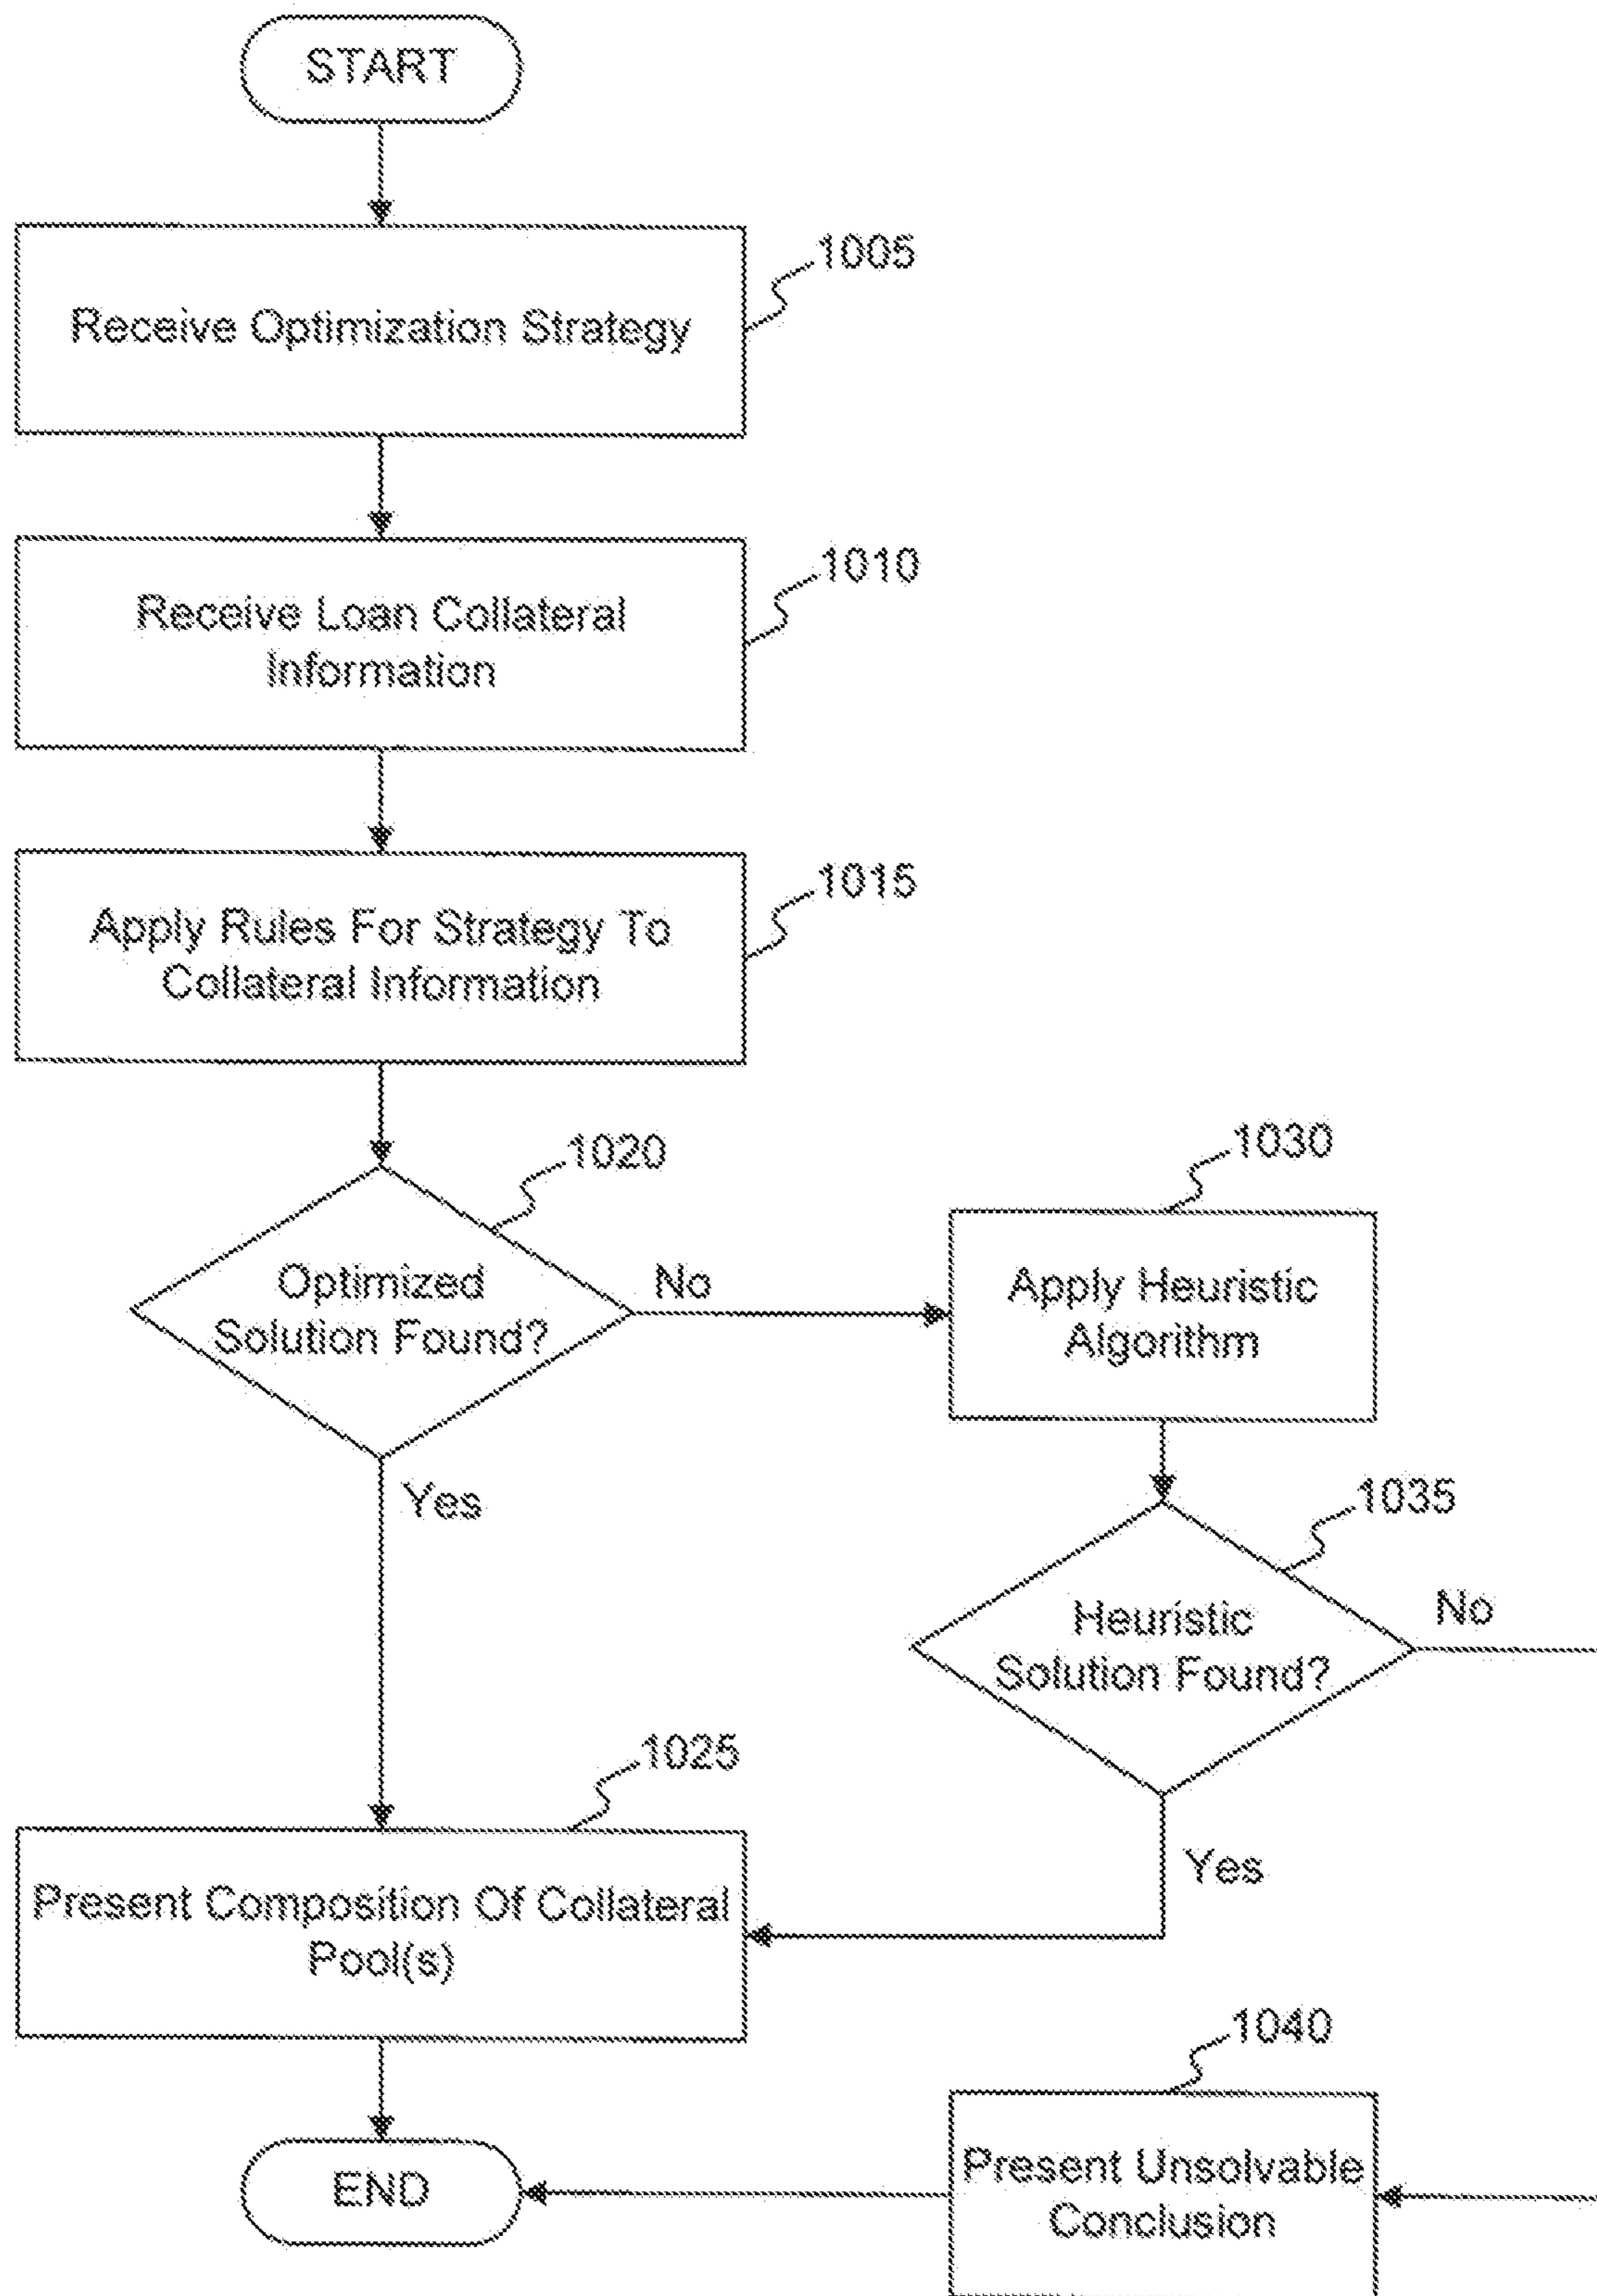 START
1005
Receive Optimization Strategy
1010
Receive Loan Collateral
Information
1015
Apply Rules For Strategy To
Collateral Information
1020
Optimized
Solution Found?
No
Yes
1030
Apply Heuristic
Algorithm
1035
Heuristic
Solution Found?
No
Yes
1025
Present Composition Of Collateral
Pool(s)
1040
Present Unsolvable
Conclusion
END